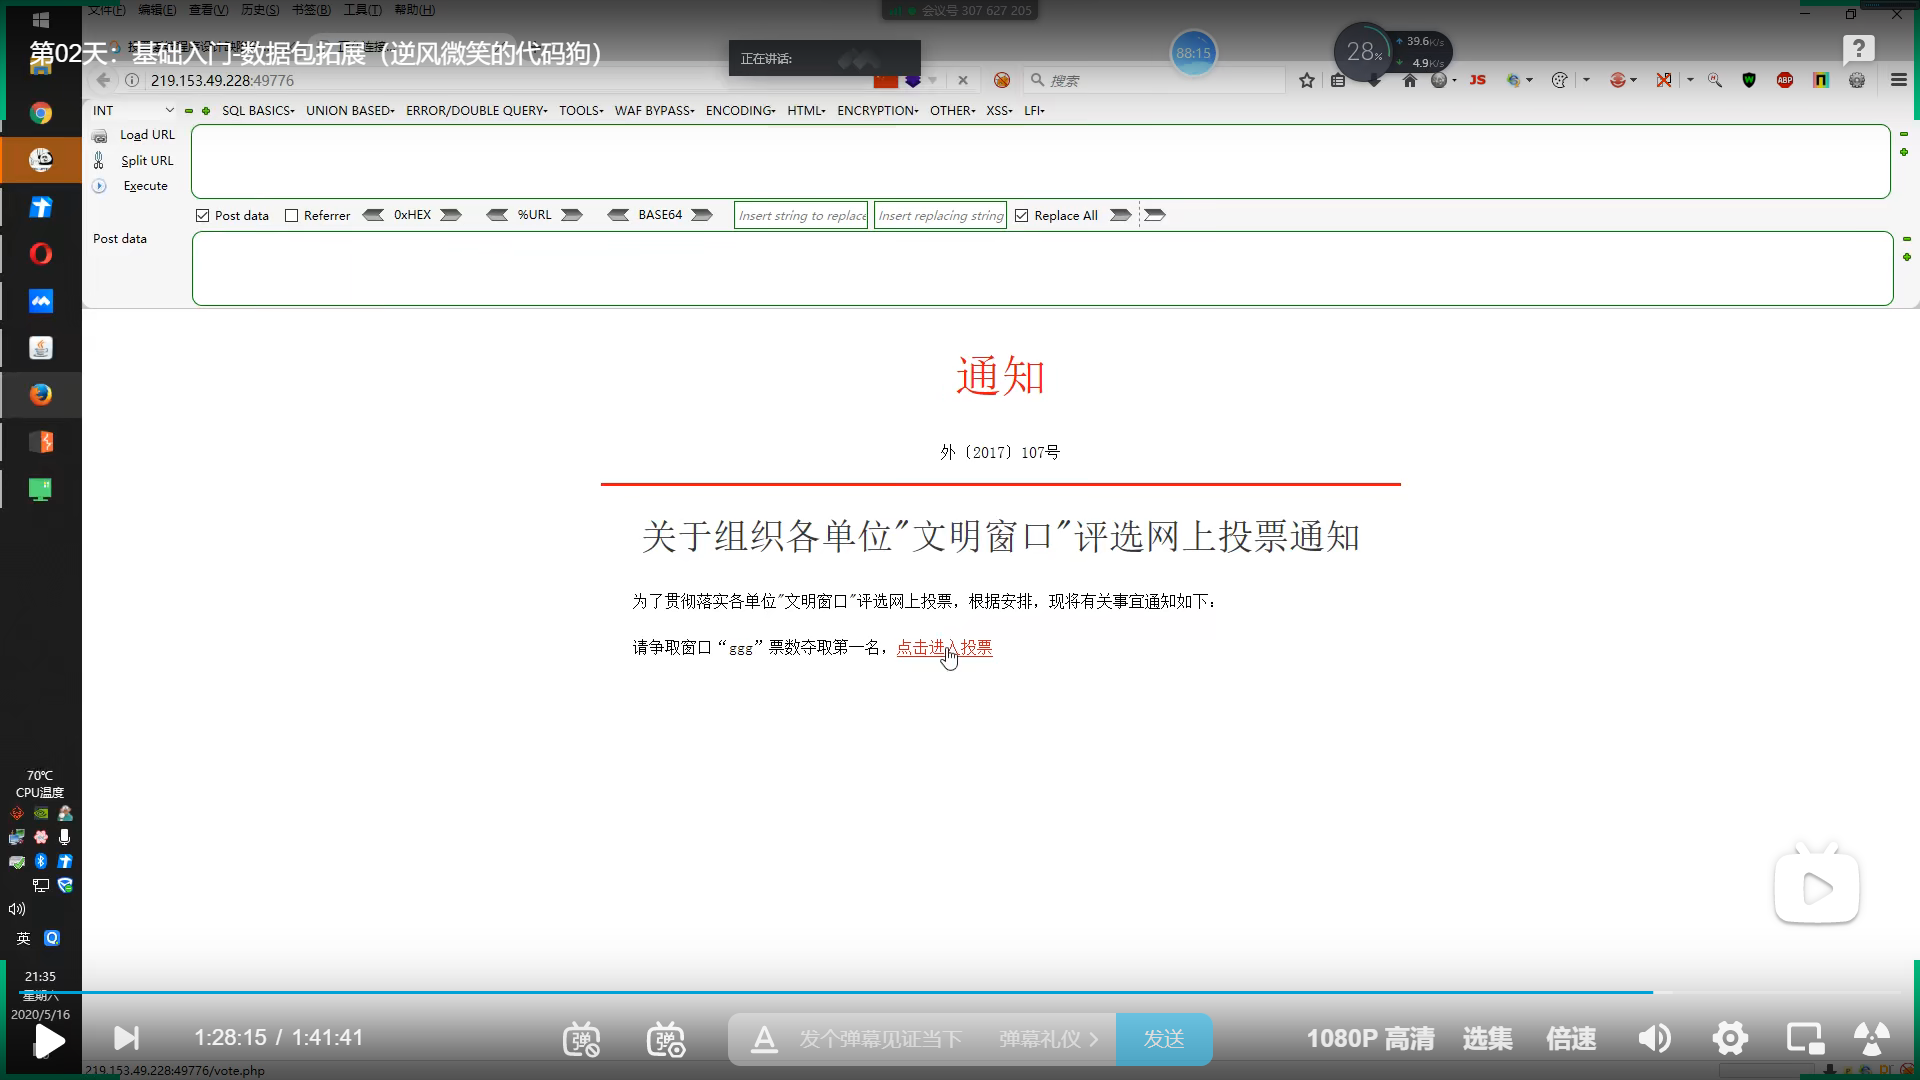 文件(F) 编辑(E) 查看(V) 历史(S) 书签(B) 工具(T) 帮助(H)
会议号 307 627 205
第02天：基础入门-数据包拓展（逆风微笑的代码狗）
正在讲话:
88:15
28%
39.6K/s
4.9K/s
219.153.49.228:49776
搜索
JS
ABP
INT
SQL BASICS
UNION BASED
ERROR/DOUBLE QUERY
TOOLS
WAF BYPASS
ENCODING
HTML
ENCRYPTION
OTHER
XSS
LFI
Load URL
Split URL
Execute
Post data
Referrer
0xHEX
%URL
BASE64
Insert string to replace
Insert replacing string
Replace All
Post data
通知
外〔2017〕107号
关于组织各单位"文明窗口"评选网上投票通知
为了贯彻落实各单位"文明窗口"评选网上投票，根据安排，现将有关事宜通知如下：
请争取窗口“ggg”票数夺取第一名，点击进入投票
70℃
CPU温度
英
21:35
星期六
2020/5/16
1:28:15 / 1:41:41
弹
弹
发个弹幕见证当下
弹幕礼仪 >
发送
1080P 高清
选集
倍速
219.153.49.228:49776/vote.php